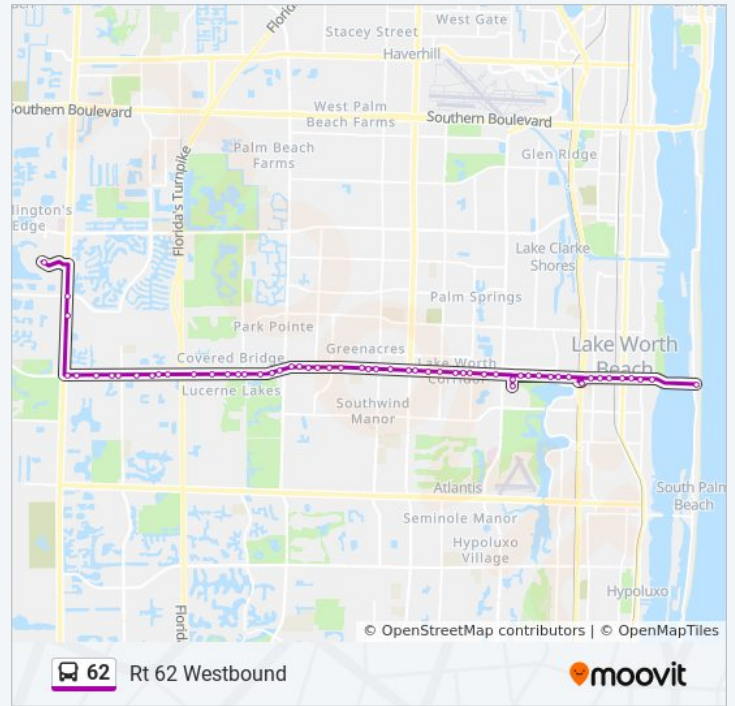 West Gate
Stacey Street
Haverhill
Southern Boulevard
West Palm
Beach Farms
Southern Boulevard
Palm Beach
Farms
Glen Ridge
Florida's Turnpike
lington's
Edge
Lake Clarke
Shores
Palm Springs
Park Pointe
Lake Worth
Beach
Covered Bridge
Greenacres
Lake Worth
Corridor
Lucerne Lakes
Southwind
Manor
Atlantis
South Palm
Beach
Seminole Manor
Hypoluxo
Village
Hypoluxo
Florid
© OpenStreetMap contributors | © OpenMapTiles
62 Rt 62 Westbound
moovit